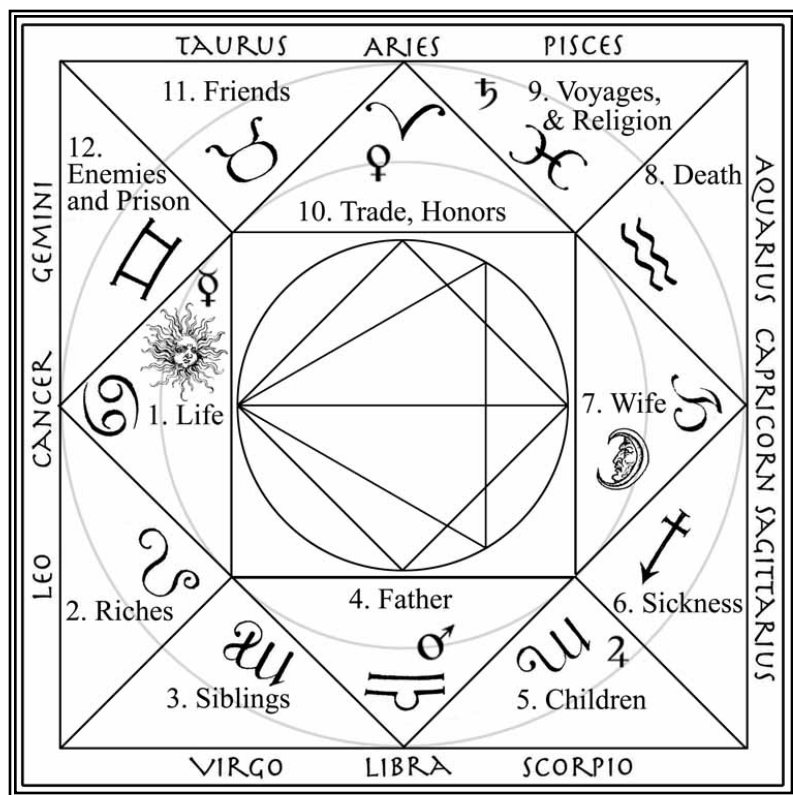 TAURUS ARIES PISCES
11. Friends
9. Voyages,
& Religion
12.
Enemies
and Prison
8. Death
10. Trade, Honors
GEMINI
AQUARIUS
CANCER
1. Life
7. Wife
CAPRICORN
LEO
2. Riches
4. Father
6. Sickness
SAGITTARIUS
3. Siblings
5. Children
VIRGO LIBRA SCORPIO